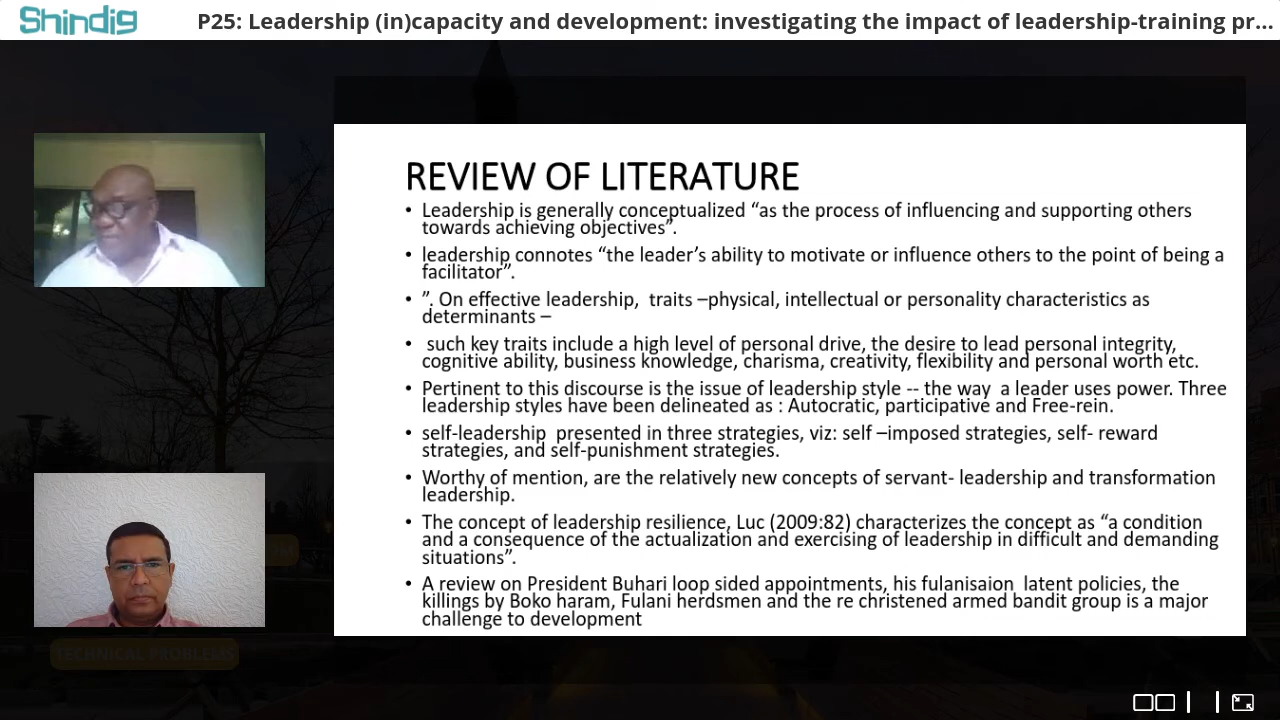 Shindig
P25: Leadership (in)capacity and development: investigating the impact of leadership-training pr...
REVIEW OF LITERATURE
• Leadership is generally conceptualized “as the process of influencing and supporting others
towards achieving objectives”.
• leadership connotes “the leader’s ability to motivate or influence others to the point of being a
facilitator”.
• ”. On effective leadership,  traits –physical, intellectual or personality characteristics as
determinants –
•  such key traits include a high level of personal drive, the desire to lead personal integrity,
cognitive ability, business knowledge, charisma, creativity, flexibility and personal worth etc.
• Pertinent to this discourse is the issue of leadership style -- the way  a leader uses power. Three
leadership styles have been delineated as : Autocratic, participative and Free-rein.
• self-leadership  presented in three strategies, viz: self –imposed strategies, self- reward
strategies, and self-punishment strategies.
• Worthy of mention, are the relatively new concepts of servant- leadership and transformation
leadership.
• The concept of leadership resilience, Luc (2009:82) characterizes the concept as “a condition
and a consequence of the actualization and exercising of leadership in difficult and demanding
situations”.
• A review on President Buhari loop sided appointments, his fulanisaion  latent policies, the
killings by Boko haram, Fulani herdsmen and the re christened armed bandit group is a major
challenge to development
TECHNICAL PROBLEMS